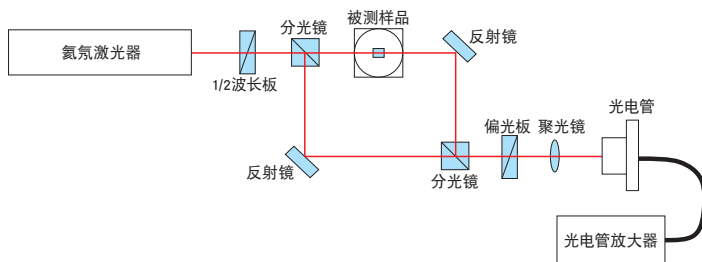 氦氖激光器
1/2波长板
分光镜
被测样品
反射镜
反射镜
分光镜
偏光板
聚光镜
光电管
光电管放大器